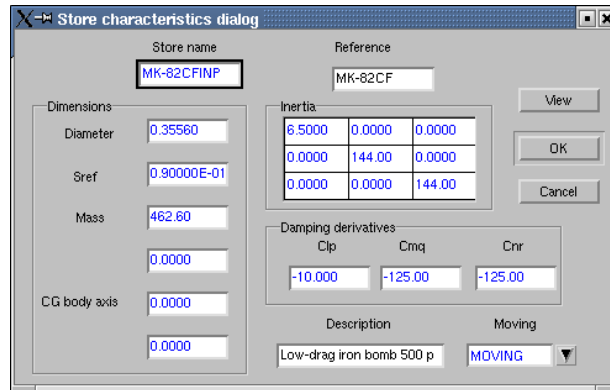 Store characteristics dialog
Store name
Reference
MK-82CFINP
MK-82CF
Dimensions
Diameter 0.35560
Sref 0.90000E-01
Mass 462.60
0.0000
CG body axis 0.0000
0.0000
Inertia
6.5000 0.0000 0.0000
0.0000 144.00 0.0000
0.0000 0.0000 144.00
View
OK
Cancel
Damping derivatives
Clp Cmq Cnr
-10.000 -125.00 -125.00
Description
Moving
Low-drag iron bomb 500 p
MOVING